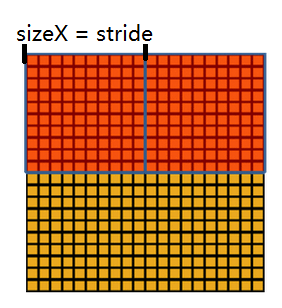 sizeX = stride